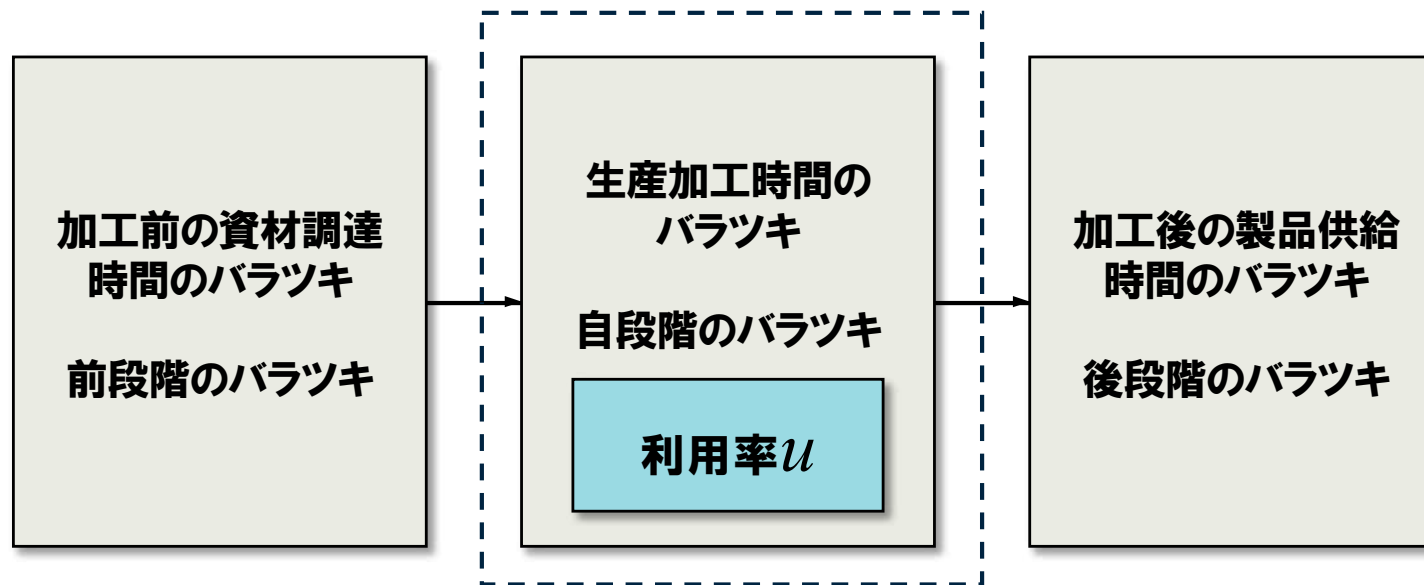 加工前の資材調達
時間のバラツキ
前段階のバラツキ
生産加工時間の
バラツキ
自段階のバラツキ
利用率u
加工後の製品供給
時間のバラツキ
後段階のバラツキ